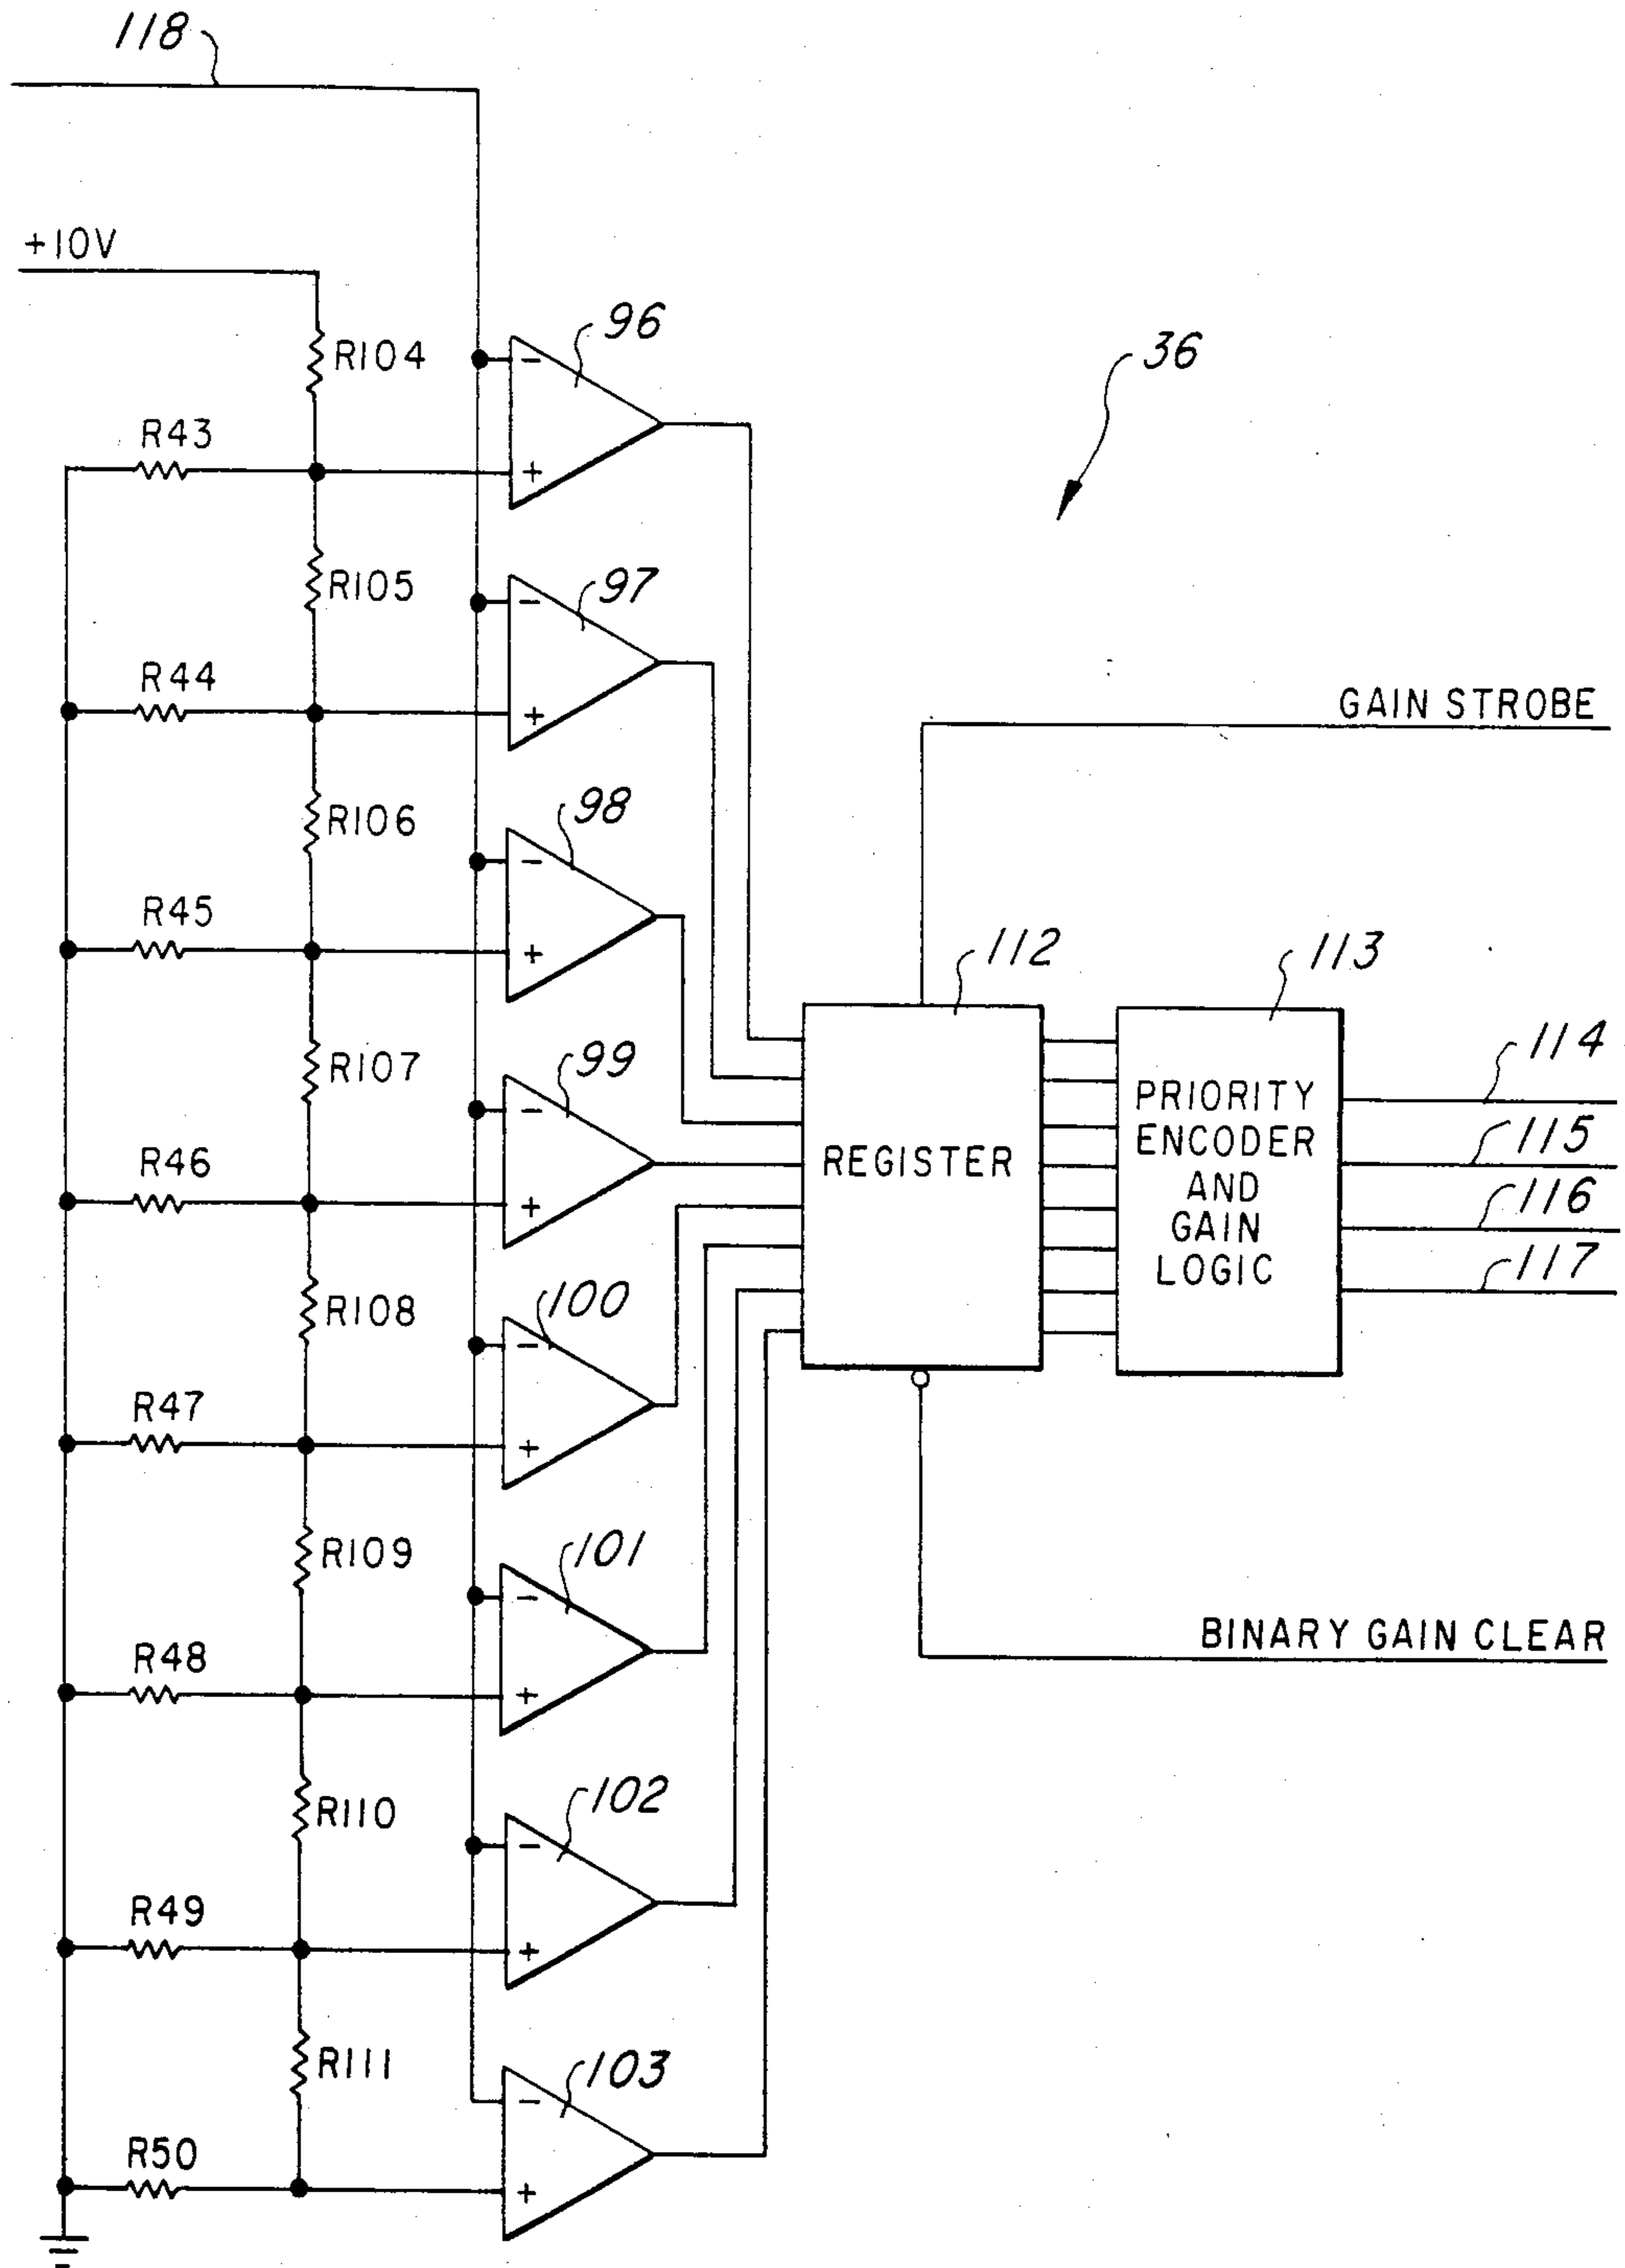 118
+10V
R104
96
36
R43
-
+
R105
97
R44
-
+
GAIN STROBE
R106
98
R45
-
+
112
113
R107
99
114
PRIORITY
ENCODER
AND
GAIN
LOGIC
115
REGISTER
R46
-
+
116
117
R108
100
R47
-
+
R109
101
BINARY GAIN CLEAR
R48
-
+
R110
102
R49
-
+
R111
103
R50
-
+